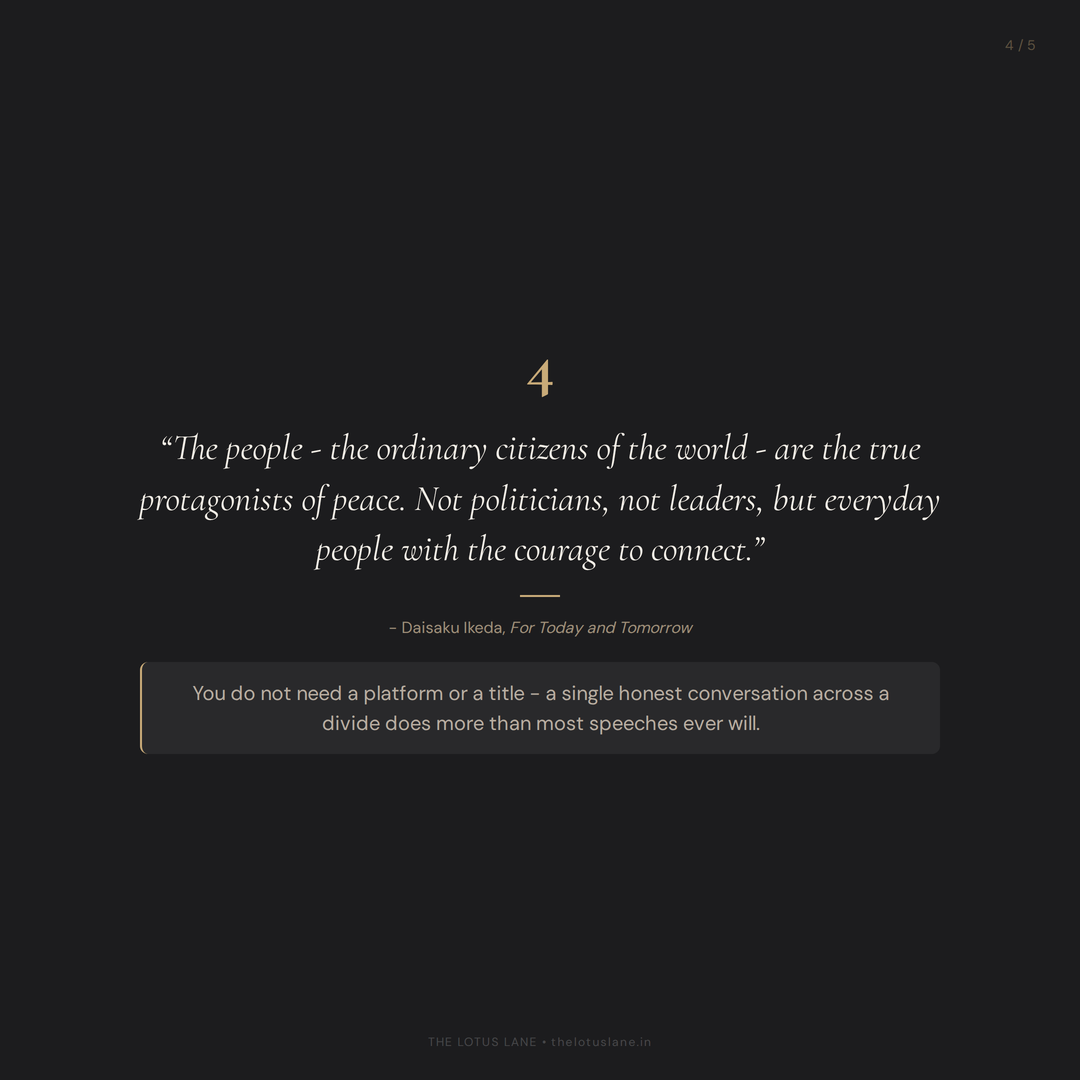 4 / 5
4
“The people - the ordinary citizens of the world - are the true
protagonists of peace. Not politicians, not leaders, but everyday
people with the courage to connect.”
– Daisaku Ikeda, For Today and Tomorrow
You do not need a platform or a title – a single honest conversation across a
divide does more than most speeches ever will.
THE LOTUS LANE • thelotuslane.in